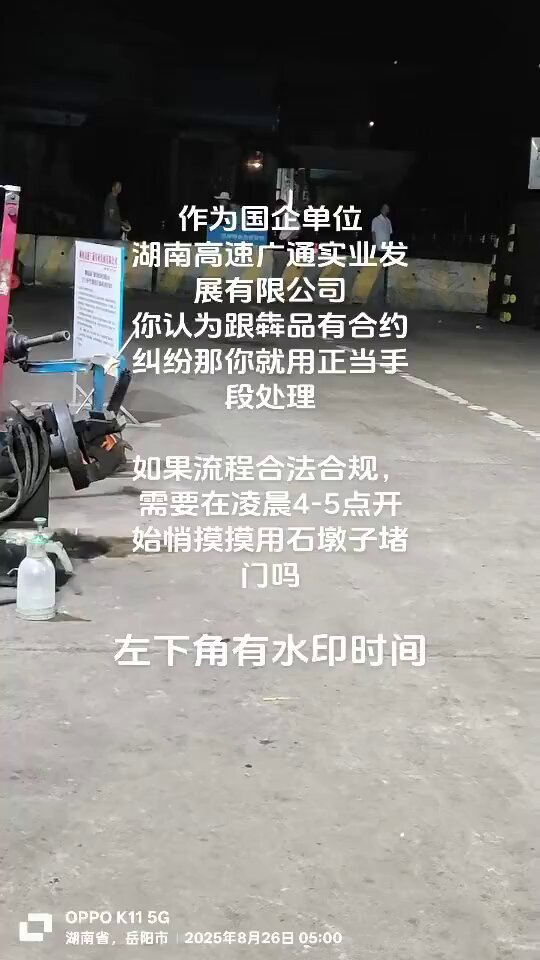 作为国企单位
湖南高速广通实业发
展有限公司
你认为跟犇品有合约
纠纷那你就用正当手
段处理
如果流程合法合规，
需要在凌晨4-5点开
始悄摸摸用石墩子堵
门吗
左下角有水印时间
OPPO K11 5G
湖南省，岳阳市 | 2025年8月26日 05:00